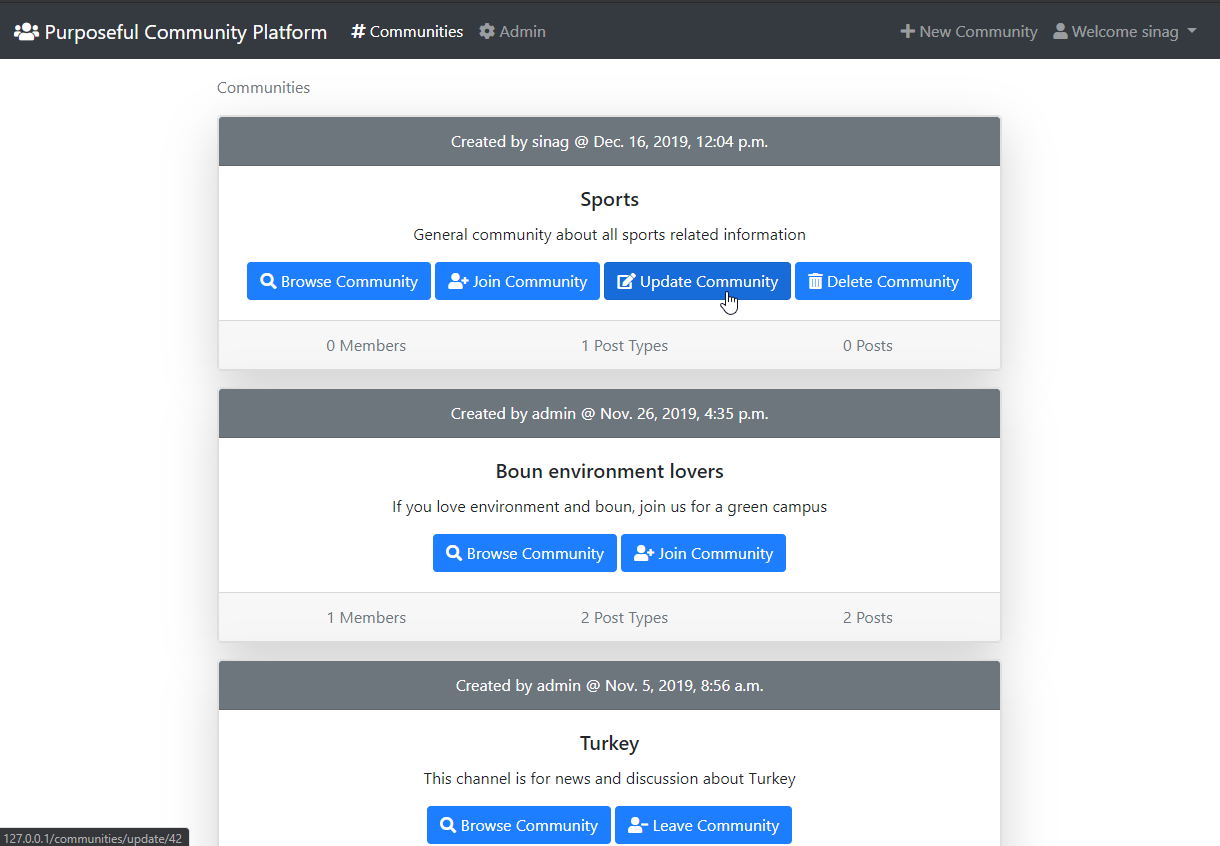 Purposeful Community Platform # Communities Admin New Community Welcome sinag
Communities
Created by sinag @ Dec. 16, 2019, 12:04 p.m.
Sports
General community about all sports related information
Browse Community Join Community Update Community Delete Community
0 Members 1 Post Types 0 Posts
Created by admin @ Nov. 26, 2019, 4:35 p.m.
Boun environment lovers
If you love environment and boun, join us for a green campus
Browse Community Join Community
1 Members 2 Post Types 2 Posts
Created by admin @ Nov. 5, 2019, 8:56 a.m.
Turkey
This channel is for news and discussion about Turkey
Browse Community Leave Community
127.0.0.1/communities/update/42